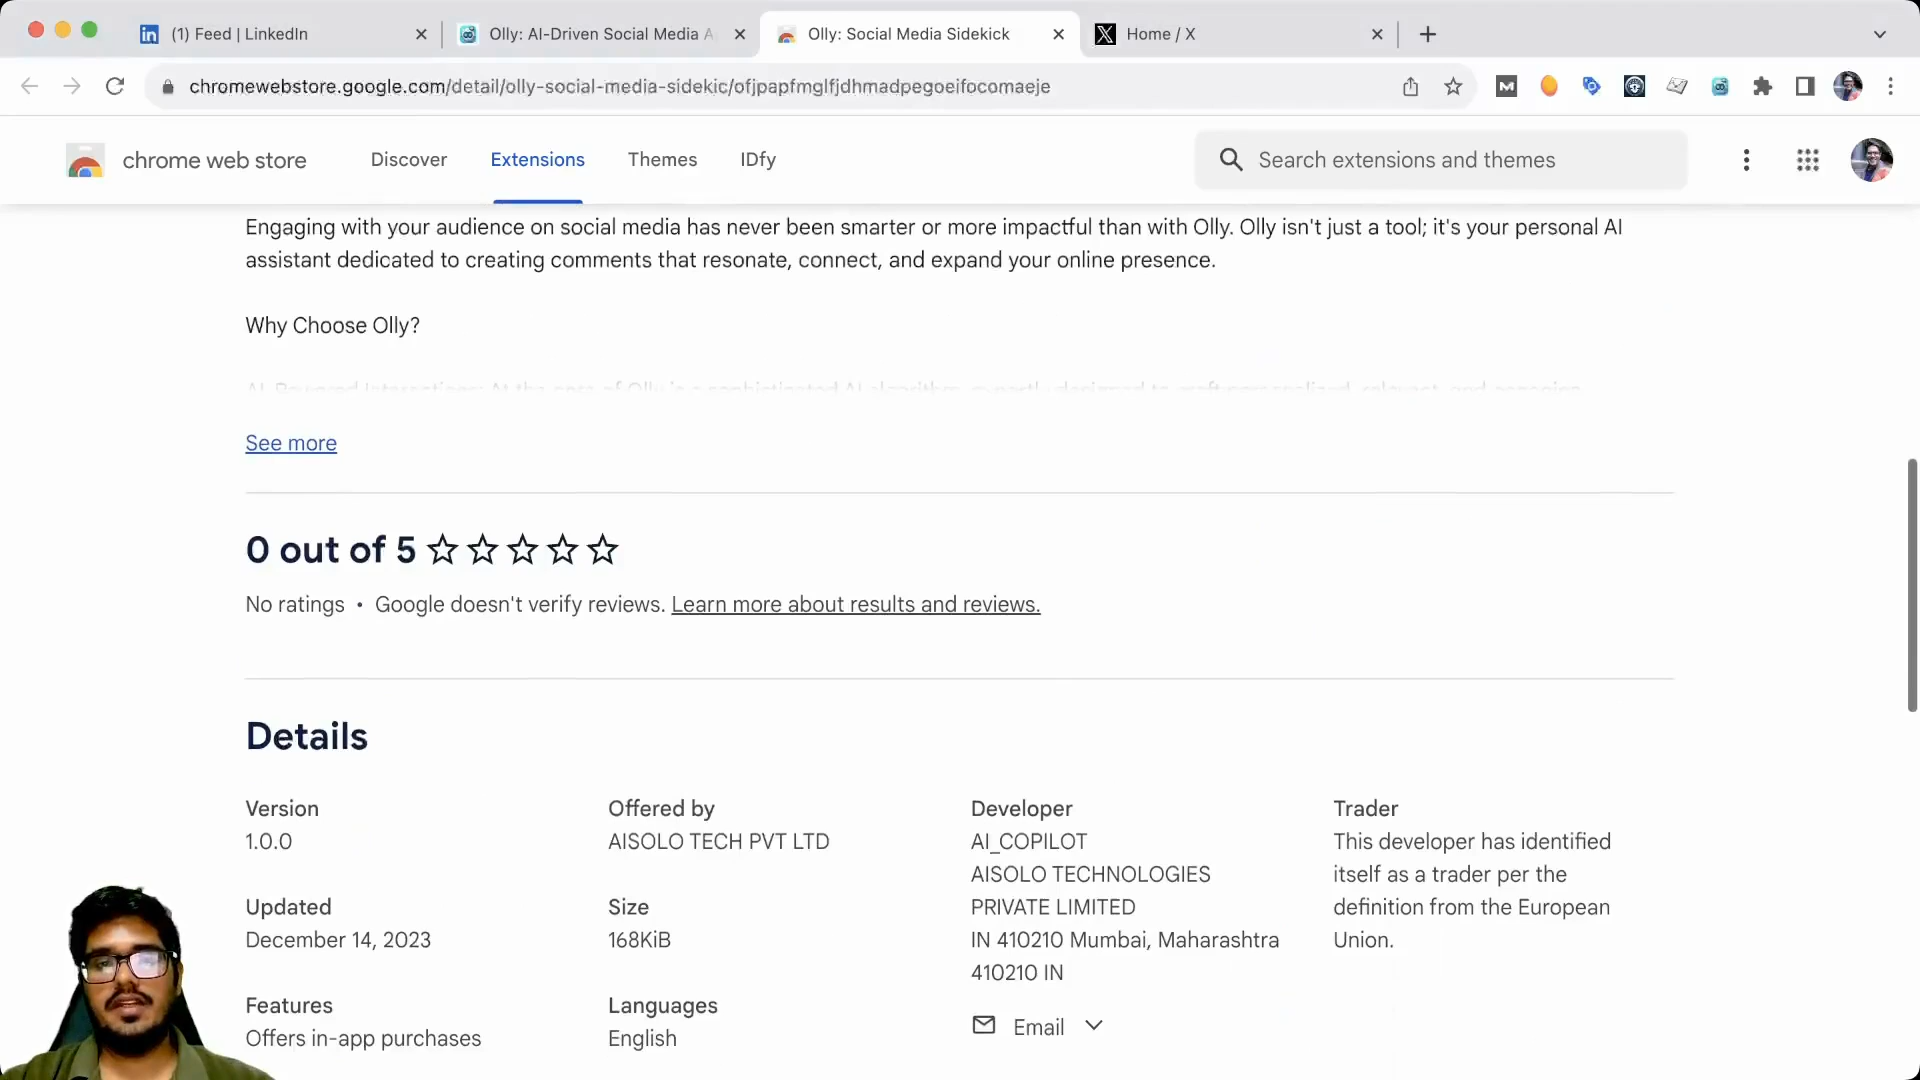 (1) Feed | LinkedIn
Olly: AI-Driven Social Media A
Olly: Social Media Sidekick
Home / X
chromewebstore.google.com/detail/olly-social-media-sidekic/ofjpapfmglfjdhmadpegoeifocomaeje
chrome web store
Discover
Extensions
Themes
IDfy
Search extensions and themes
Engaging with your audience on social media has never been smarter or more impactful than with Olly. Olly isn't just a tool; it's your personal AI
assistant dedicated to creating comments that resonate, connect, and expand your online presence.
Why Choose Olly?
See more
0 out of 5
No ratings • Google doesn't verify reviews. Learn more about results and reviews.
Details
Version
1.0.0
Offered by
AISOLO TECH PVT LTD
Developer
AI_COPILOT
AISOLO TECHNOLOGIES
PRIVATE LIMITED
IN 410210 Mumbai, Maharashtra
410210 IN
Email
Trader
This developer has identified
itself as a trader per the
definition from the European
Union.
Updated
December 14, 2023
Size
168KiB
Features
Offers in-app purchases
Languages
English